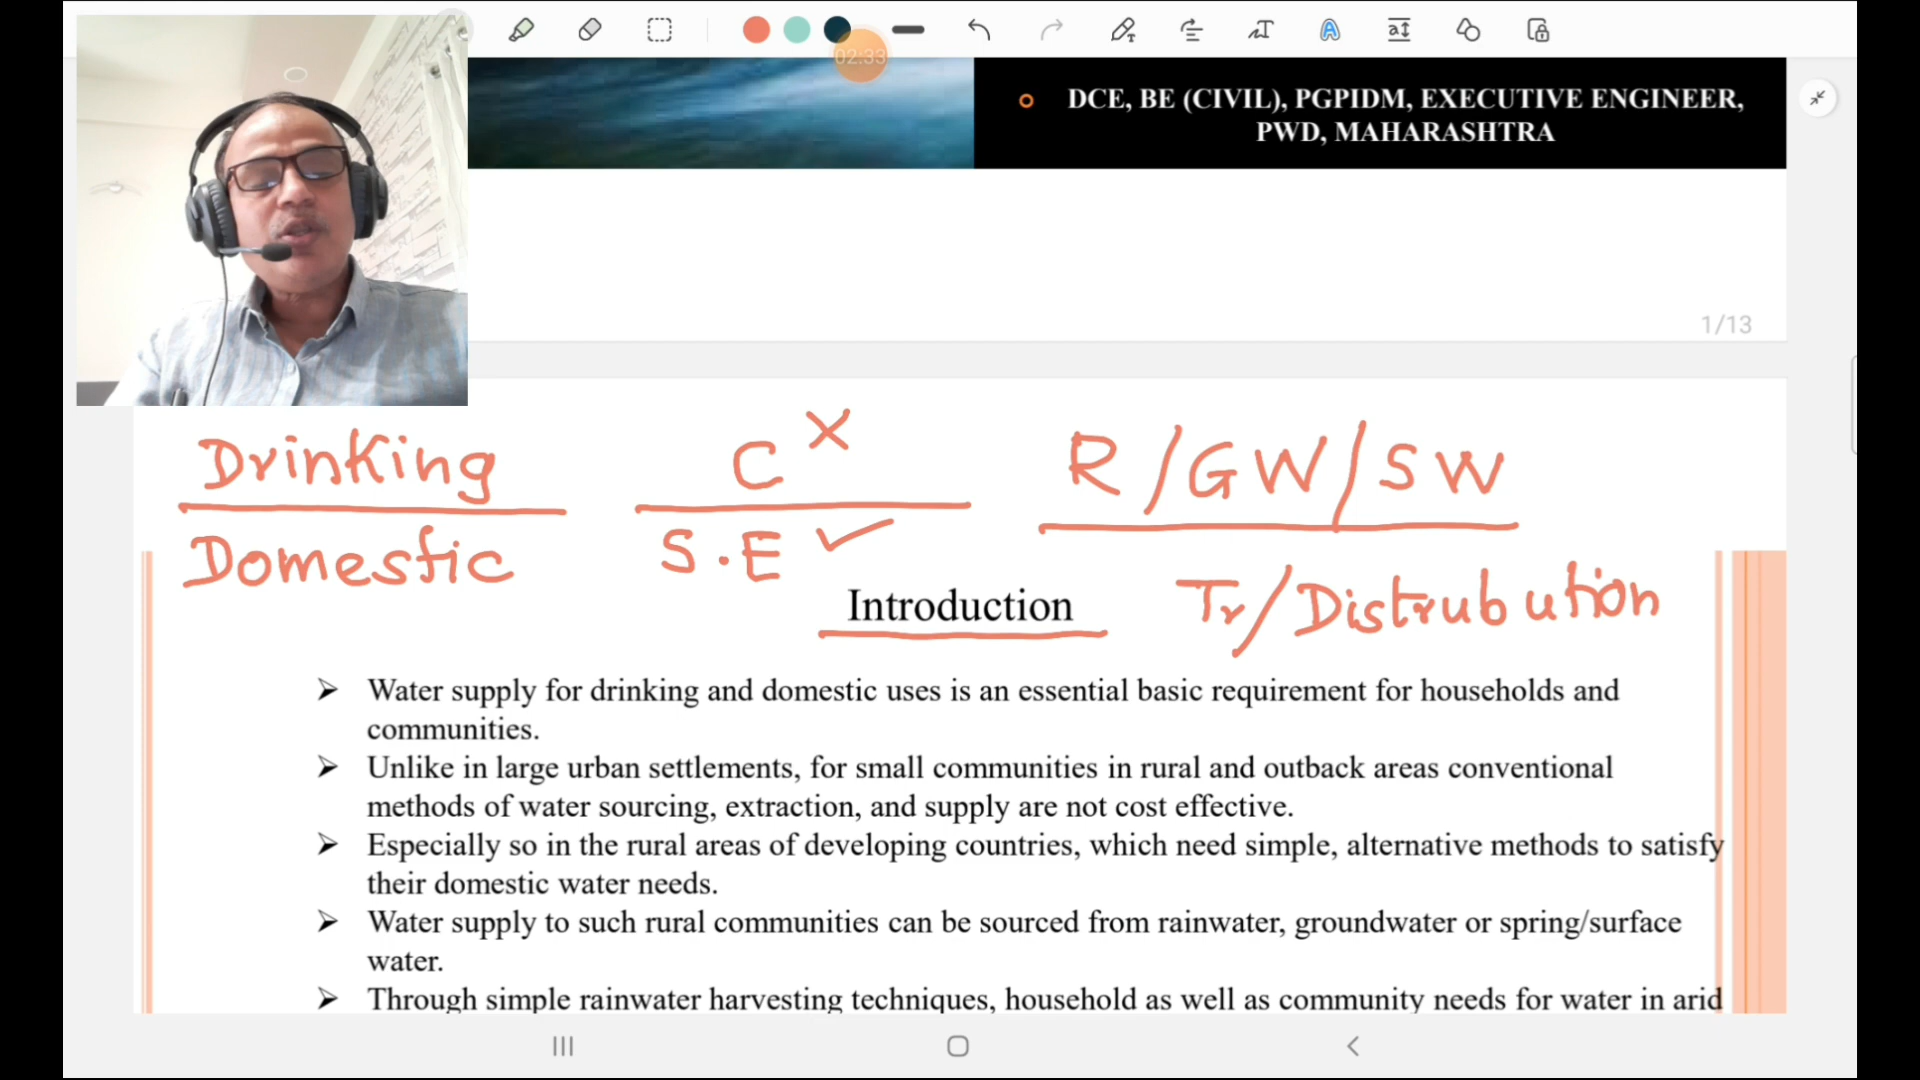 02:33
DCE, BE (CIVIL), PGPIDM, EXECUTIVE ENGINEER,
PWD, MAHARASHTRA
1/13
Drinking
Domestic
C ×
S.E ✓
R/GW/SW
Tr/Distrubution
Introduction
➢ Water supply for drinking and domestic uses is an essential basic requirement for households and
communities.
➢ Unlike in large urban settlements, for small communities in rural and outback areas conventional
methods of water sourcing, extraction, and supply are not cost effective.
➢ Especially so in the rural areas of developing countries, which need simple, alternative methods to satisfy
their domestic water needs.
➢ Water supply to such rural communities can be sourced from rainwater, groundwater or spring/surface
water.
➢ Through simple rainwater harvesting techniques, household as well as community needs for water in arid